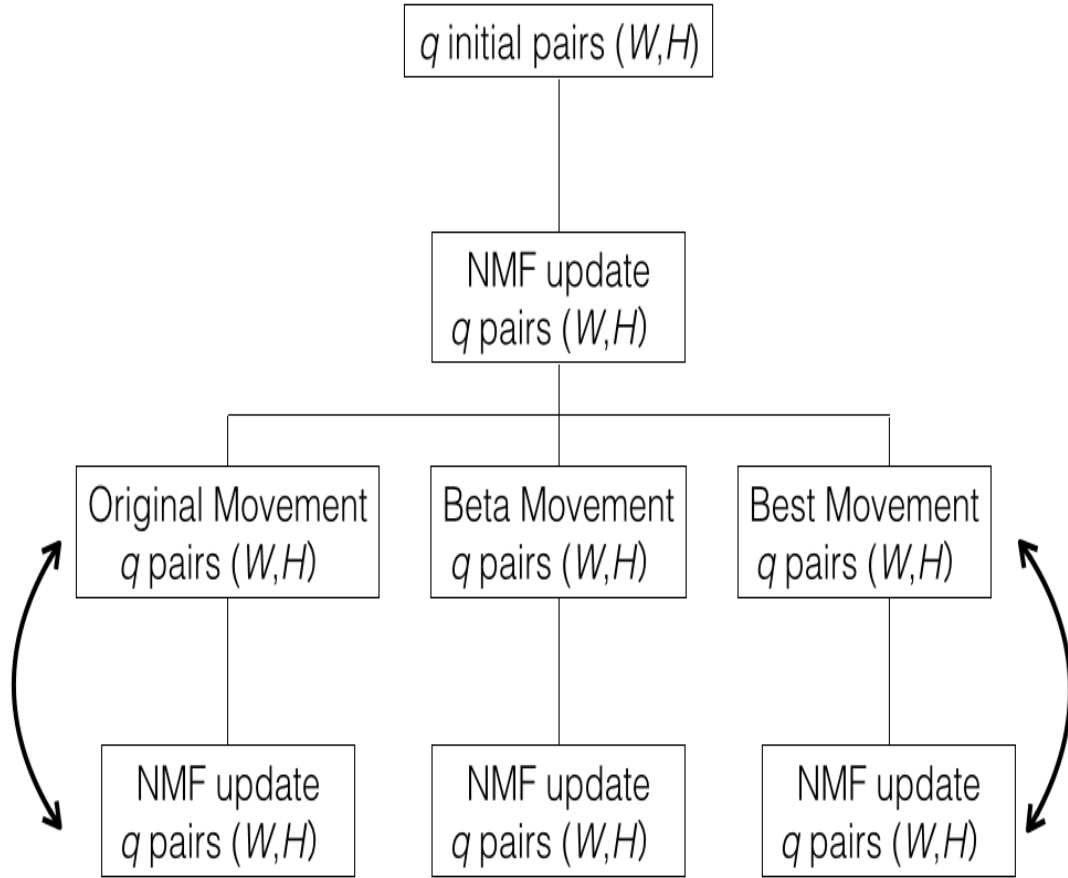 q initial pairs (W,H)
NMF update
q pairs (W,H)
Original Movement
q pairs (W,H)
Beta Movement
q pairs (W,H)
Best Movement
q pairs (W,H)
NMF update
q pairs (W,H)
NMF update
q pairs (W,H)
NMF update
q pairs (W,H)